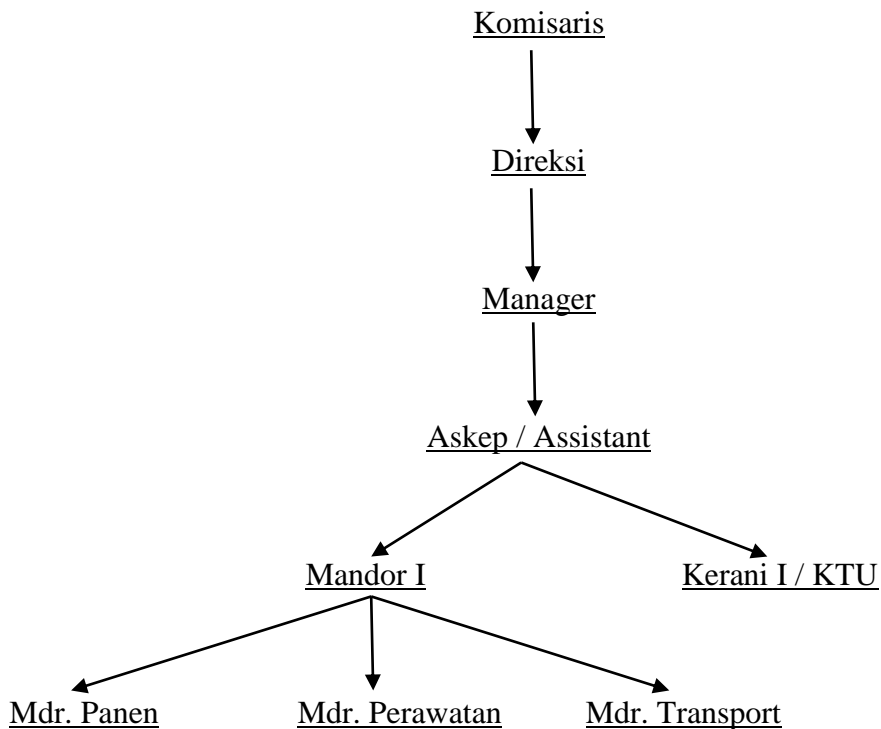 Komisaris
Direksi
Manager
Askep / Assistant
Mandor I
Kerani I / KTU
Mdr. Panen
Mdr. Perawatan
Mdr. Transport